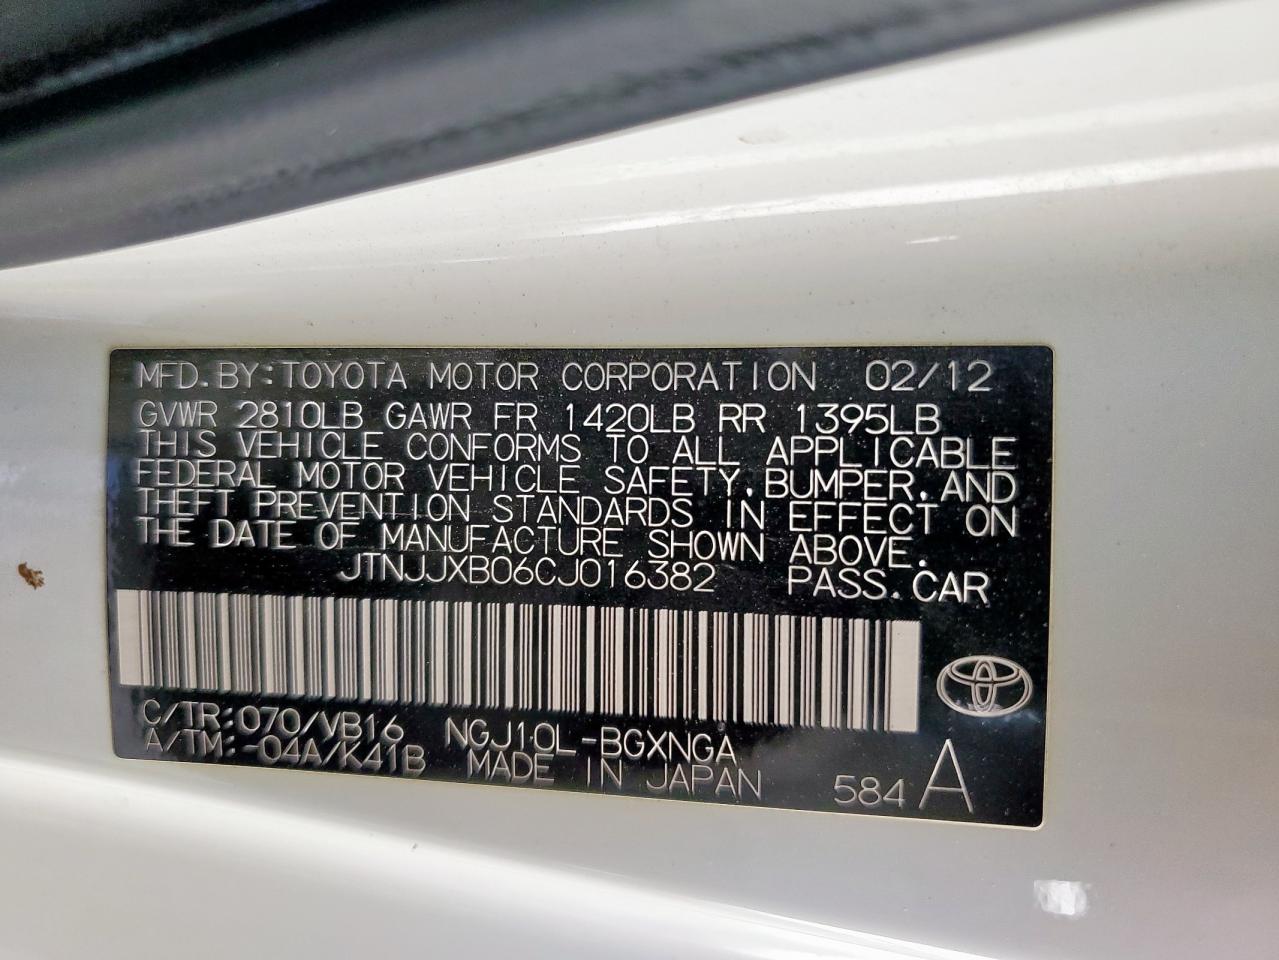 MFD.BY:TOYOTA MOTOR CORPORATION 02/12
GVWR 2810LB GAWR FR 1420LB RR 1395LB
THIS VEHICLE CONFORMS TO ALL APPLICABLE
FEDERAL MOTOR VEHICLE SAFETY,BUMPER,AND
THEFT PREVENTION STANDARDS IN EFFECT ON
THE DATE OF MANUFACTURE SHOWN ABOVE.
JTNJJXB06CJ016382 PASS.CAR
C/TR:070/VB16 NGJ10L-BGXNGA
A/TM:-04A/K41B MADE IN JAPAN 584 A